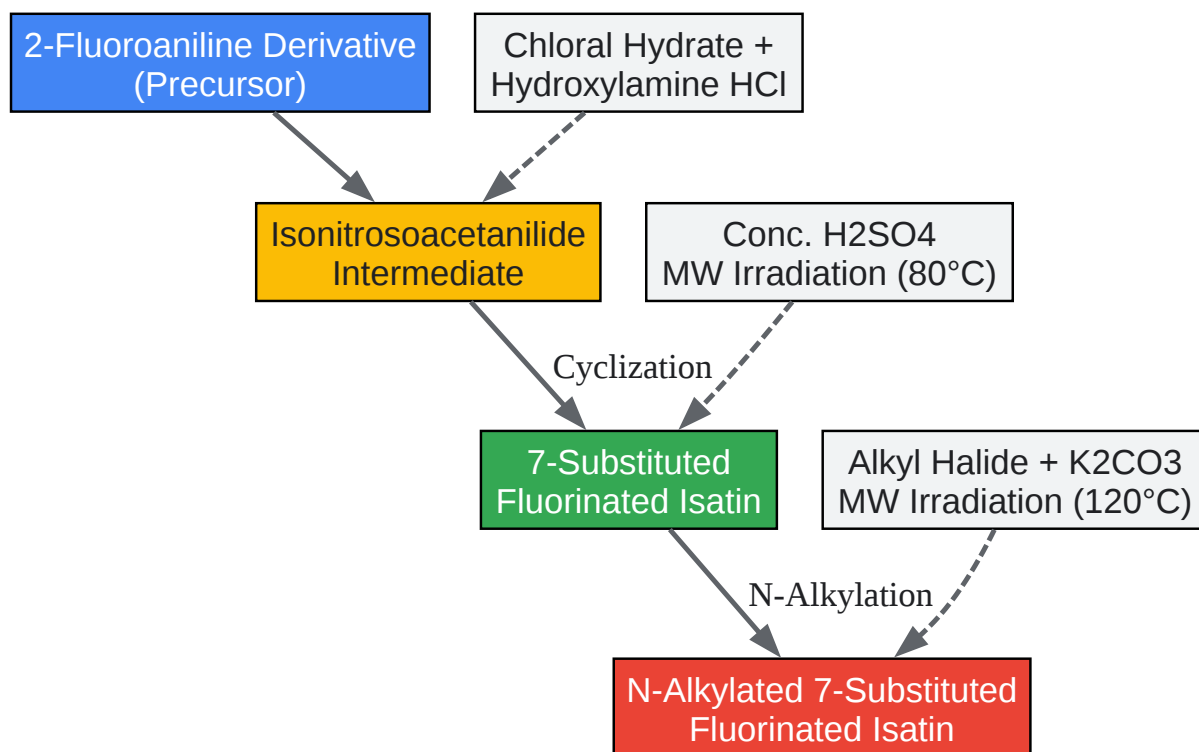 2-Fluoroaniline Derivative
(Precursor)
Chloral Hydrate +
Hydroxylamine HCl
Isonitrosoacetanilide
Intermediate
Conc. H2SO4
MW Irradiation (80°C)
Cyclization
7-Substituted
Fluorinated Isatin
Alkyl Halide + K2CO3
MW Irradiation (120°C)
N-Alkylation
N-Alkylated 7-Substituted
Fluorinated Isatin